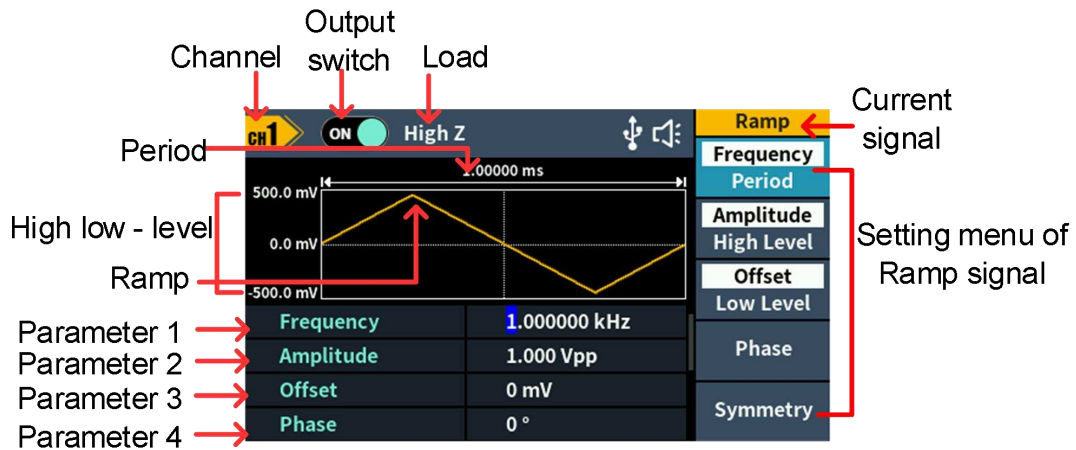 Output
switch
Channel
Load
Current
signal
CH1
ON
High Z
Ramp
Period
1.00000 ms
Frequency
Period
500.0 mV
Amplitude
High Level
High low - level
0.0 mV
Setting menu of
Ramp signal
Ramp
Offset
Low Level
-500.0 mV
Parameter 1
Frequency
1.000000 kHz
Parameter 2
Amplitude
1.000 Vpp
Phase
Parameter 3
Offset
0 mV
Symmetry
Parameter 4
Phase
0 °